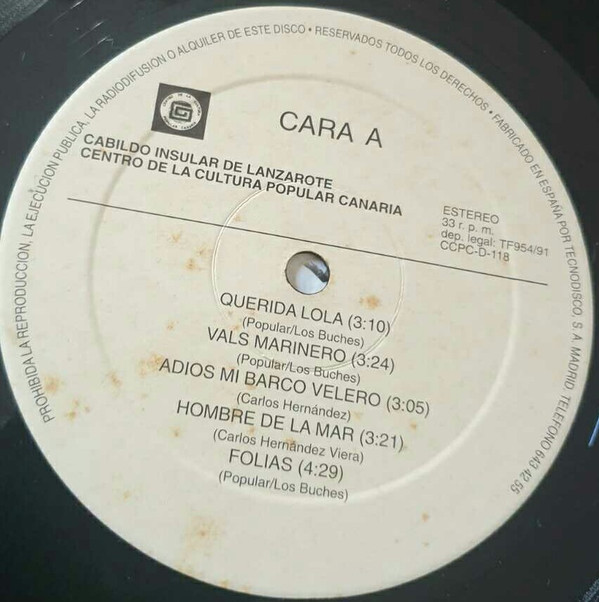 PROHIBIDA LA REPRODUCCION, LA EJECUCION PUBLICA, LA RADIODIFUSION O ALQUILER DE ESTE DISCO • RESERVADOS TODOS LOS DERECHOS • FABRICADO EN ESPAÑA POR TECNODISCO, S. A. MADRID TELEFONO 643 42 55
CARA A
CABILDO INSULAR DE LANZAROTE
CENTRO DE LA CULTURA POPULAR CANARIA
ESTEREO
33 r. p. m.
dep. legal: TF954/91
CCPC-D-118
QUERIDA LOLA (3:10)
(Popular/Los Buches)
VALS MARINERO (3:24)
(Popular/Los Buches)
ADIOS MI BARCO VELERO (3:05)
(Carlos Hernández)
HOMBRE DE LA MAR (3:21)
(Carlos Hernández Viera)
FOLIAS (4:29)
(Popular/Los Buches)